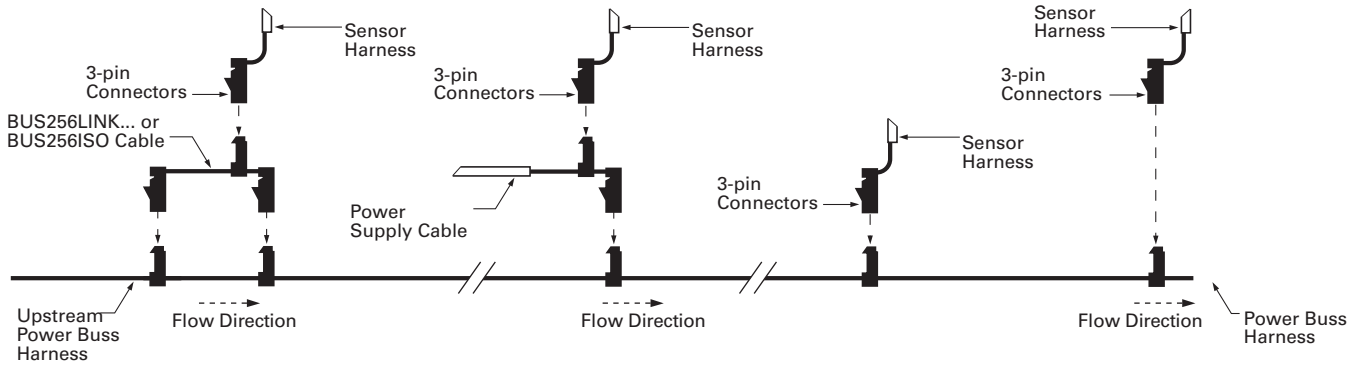 Sensor
Harness
3-pin
Connectors
BUS256LINK... or
BUS256ISO Cable
Upstream
Power Buss
Harness
Flow Direction
Sensor
Harness
3-pin
Connectors
Power
Supply Cable
Flow Direction
Sensor
Harness
3-pin
Connectors
Sensor
Harness
3-pin
Connectors
Flow Direction
Power Buss
Harness